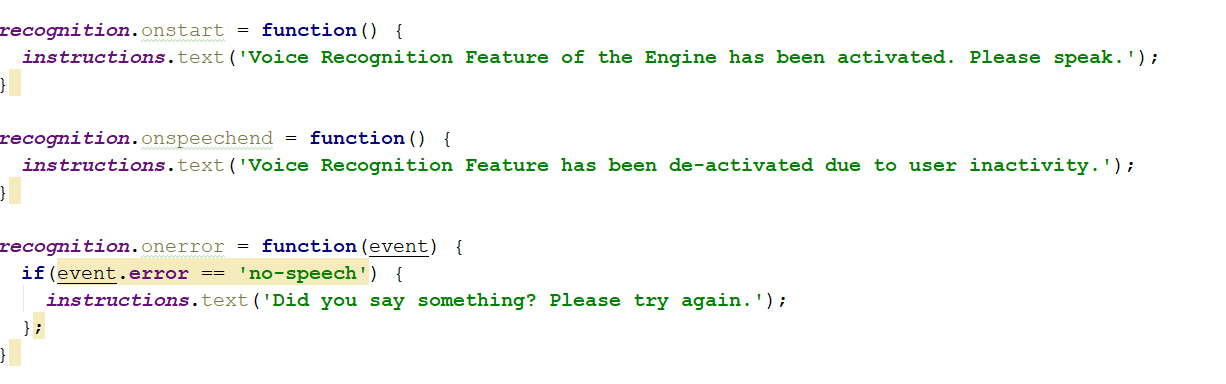 recognition.onstart = function() {
  instructions.text('Voice Recognition Feature of the Engine has been activated. Please speak.');
}
recognition.onspeechend = function() {
  instructions.text('Voice Recognition Feature has been de-activated due to user inactivity.');
}
recognition.onerror = function(event) {
  if(event.error == 'no-speech') {
    instructions.text('Did you say something? Please try again.');
  };
}